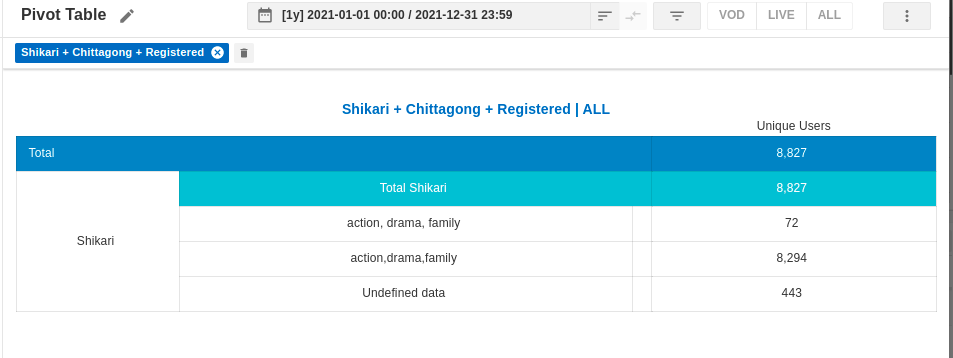 Pivot Table
[1y] 2021-01-01 00:00 / 2021-12-31 23:59
VOD LIVE ALL
Shikari + Chittagong + Registered
Shikari + Chittagong + Registered | ALL
Unique Users
Total 8,827
Total Shikari 8,827
action, drama, family 72
Shikari
action,drama,family 8,294
Undefined data 443